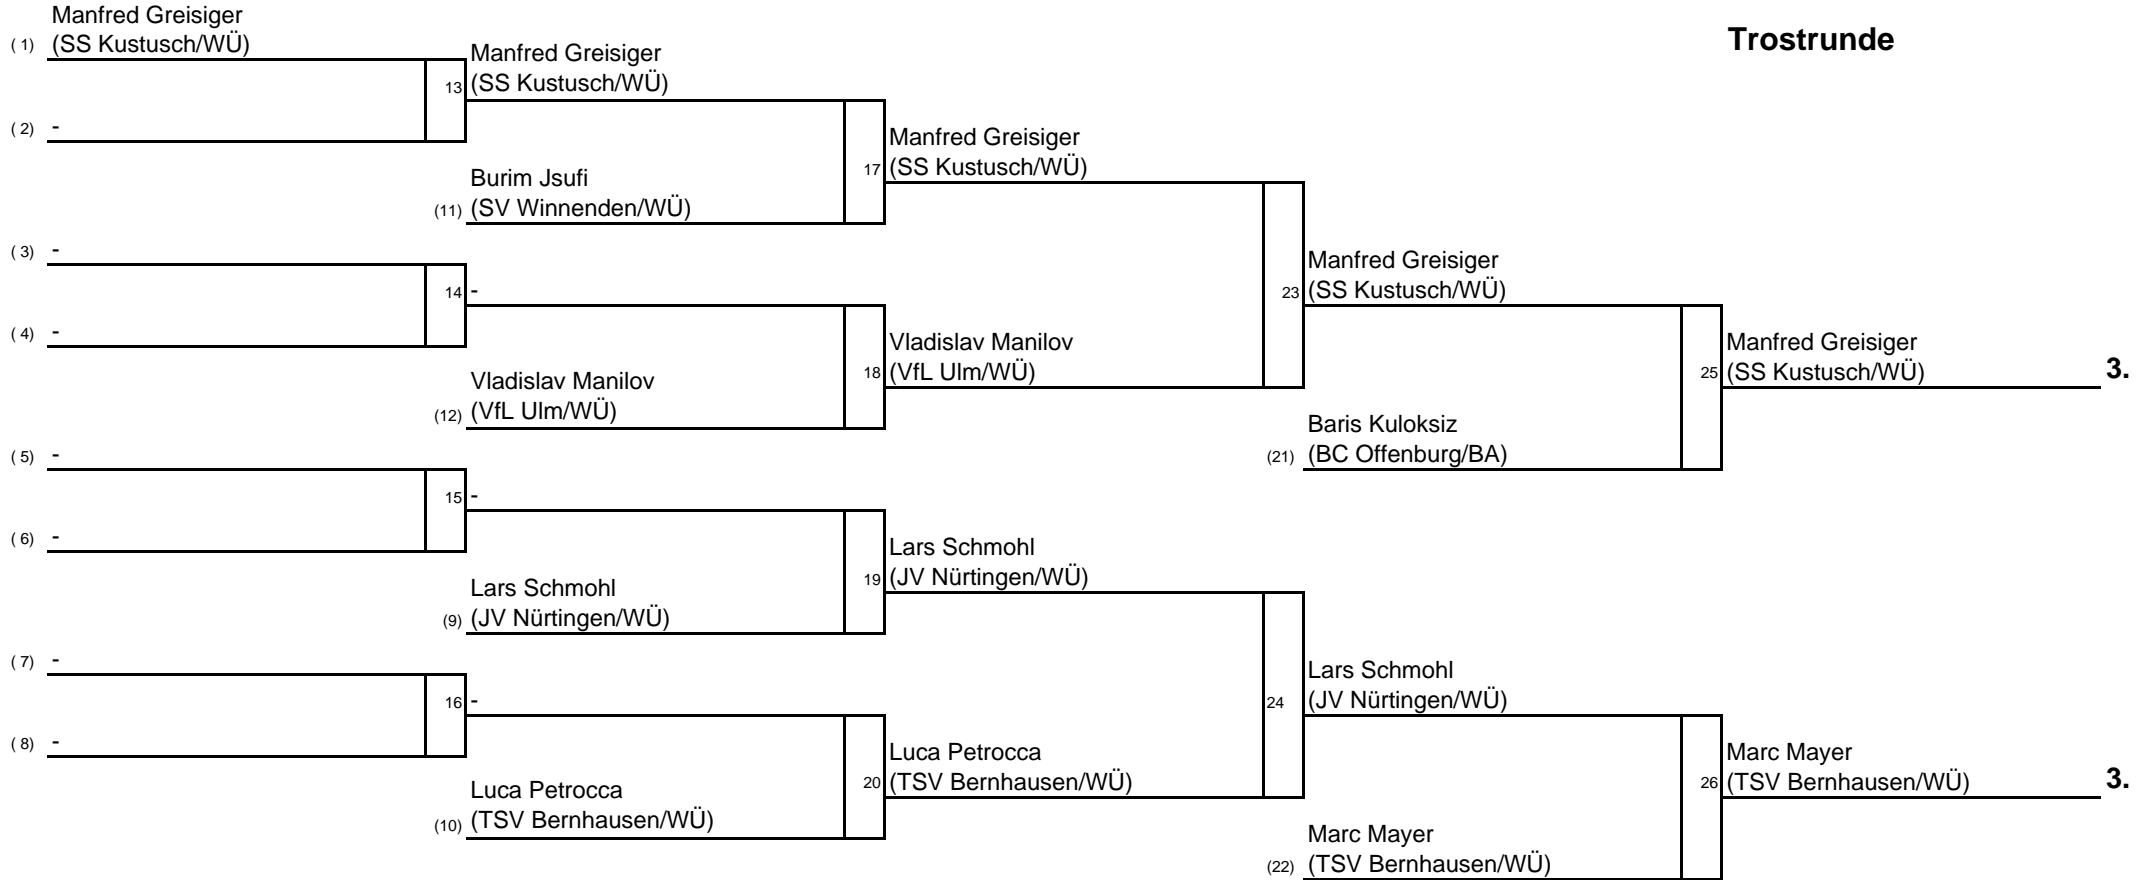 Trostrunde
Manfred Greisiger
( 1) (SS Kustusch/WÜ)
( 2) -
13
Manfred Greisiger
(SS Kustusch/WÜ)
Burim Jsufi
(11) (SV Winnenden/WÜ)
17
Manfred Greisiger
(SS Kustusch/WÜ)
( 3) -
( 4) -
14 -
Vladislav Manilov
(12) (VfL Ulm/WÜ)
18
Vladislav Manilov
(VfL Ulm/WÜ)
23
Manfred Greisiger
(SS Kustusch/WÜ)
Baris Kuloksiz
(21) (BC Offenburg/BA)
25
Manfred Greisiger
(SS Kustusch/WÜ)
3.
( 5) -
( 6) -
15 -
Lars Schmohl
(9) (JV Nürtingen/WÜ)
19
Lars Schmohl
(JV Nürtingen/WÜ)
( 7) -
( 8) -
16 -
Luca Petrocca
(10) (TSV Bernhausen/WÜ)
20
Luca Petrocca
(TSV Bernhausen/WÜ)
24
Lars Schmohl
(JV Nürtingen/WÜ)
Marc Mayer
(22) (TSV Bernhausen/WÜ)
26
Marc Mayer
(TSV Bernhausen/WÜ)
3.